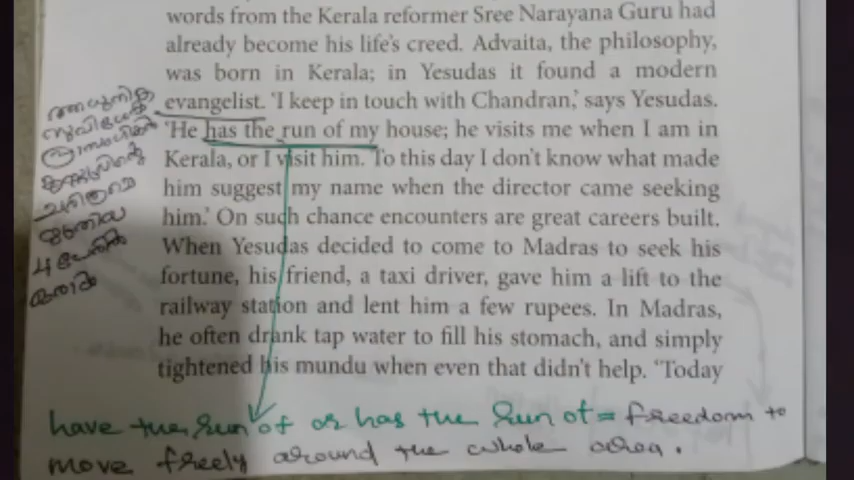 words from the Kerala reformer Sree Narayana Guru had
already become his life's creed. Advaita, the philosophy,
was born in Kerala; in Yesudas it found a modern
evangelist. 'I keep in touch with Chandran,' says Yesudas.
'He has the run of my house; he visits me when I am in
Kerala, or I visit him. To this day I don't know what made
him suggest my name when the director came seeking
him.' On such chance encounters are great careers built.
When Yesudas decided to come to Madras to seek his
fortune, his friend, a taxi driver, gave him a lift to the
railway station and lent him a few rupees. In Madras,
he often drank tap water to fill his stomach, and simply
tightened his mundu when even that didn't help. 'Today
have the run of or has the run of = freedom to
move freely around the whole area.